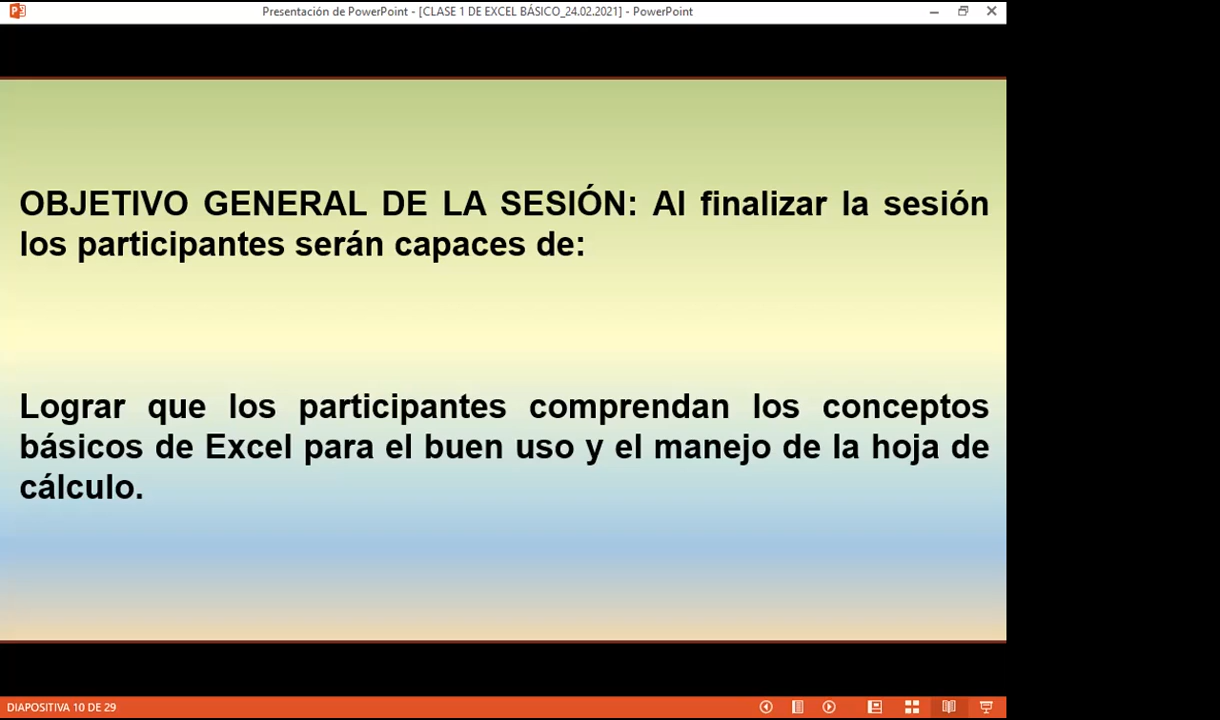 Presentación de PowerPoint - [CLASE 1 DE EXCEL BÁSICO_24.02.2021] - PowerPoint
OBJETIVO GENERAL DE LA SESIÓN: Al finalizar la sesión
los participantes serán capaces de:
Lograr que los participantes comprendan los conceptos
básicos de Excel para el buen uso y el manejo de la hoja de
cálculo.
DIAPOSITIVA 10 DE 29